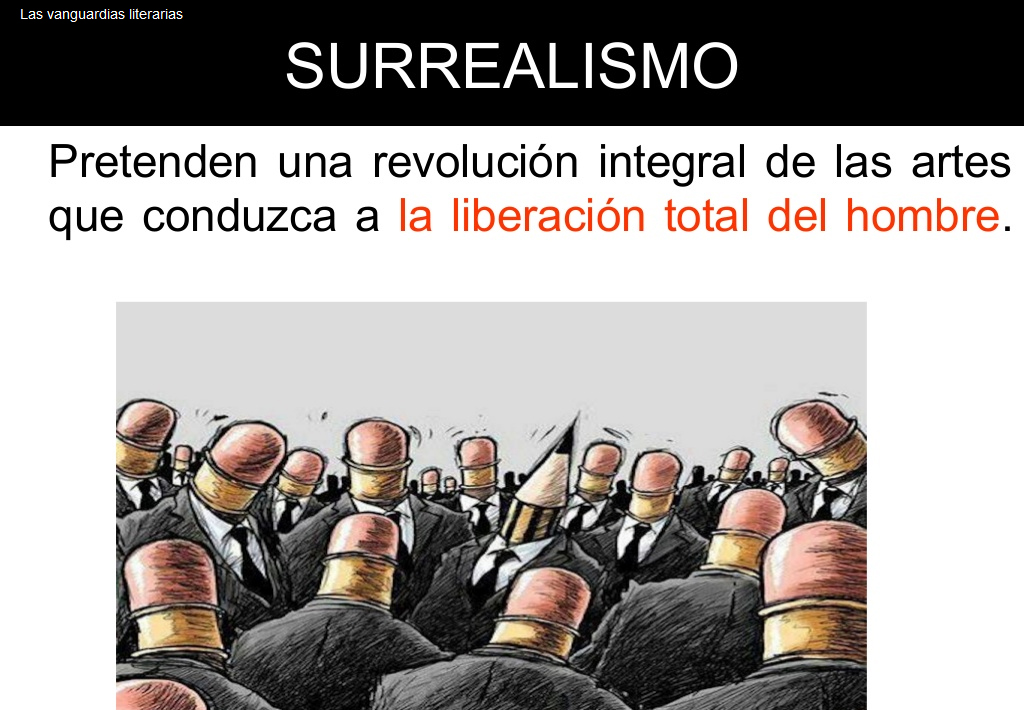 Las vanguardias literarias
SURREALISMO
Pretenden una revolución integral de las artes
que conduzca a la liberación total del hombre.